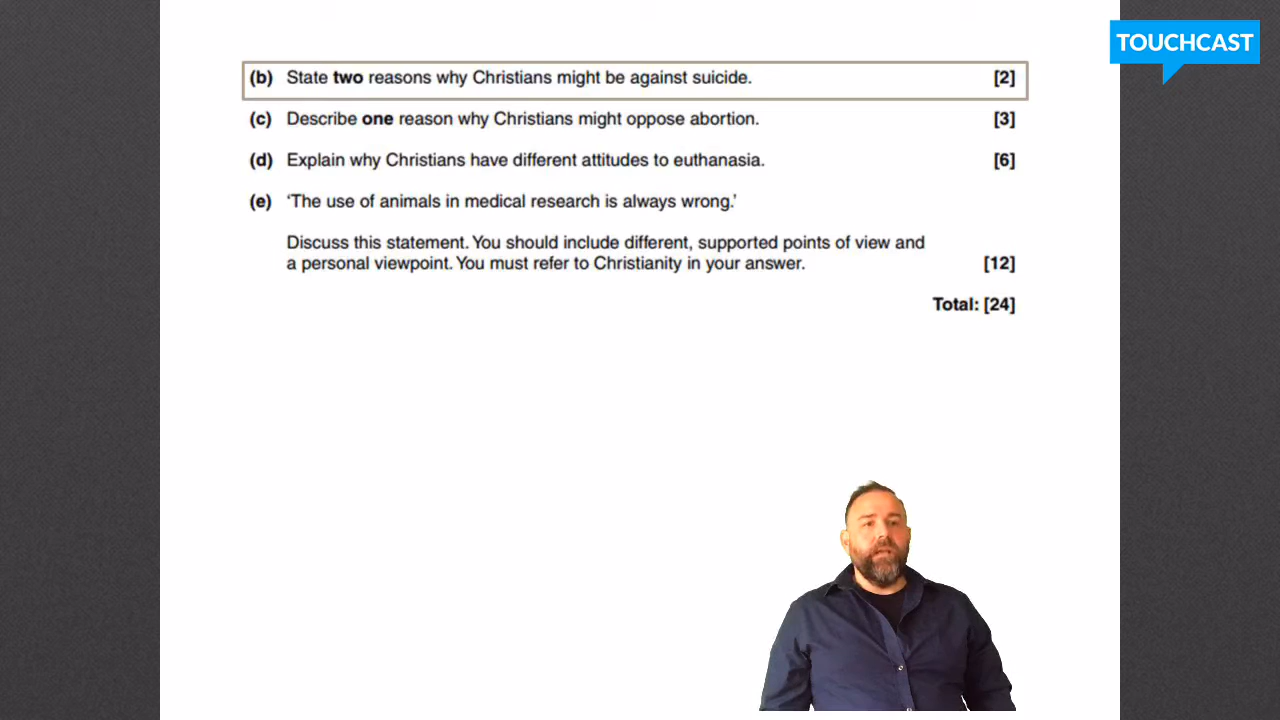 TOUCHCAST
(b) State two reasons why Christians might be against suicide. [2]
(c) Describe one reason why Christians might oppose abortion. [3]
(d) Explain why Christians have different attitudes to euthanasia. [6]
(e) ‘The use of animals in medical research is always wrong.’
Discuss this statement. You should include different, supported points of view and
a personal viewpoint. You must refer to Christianity in your answer. [12]
Total: [24]